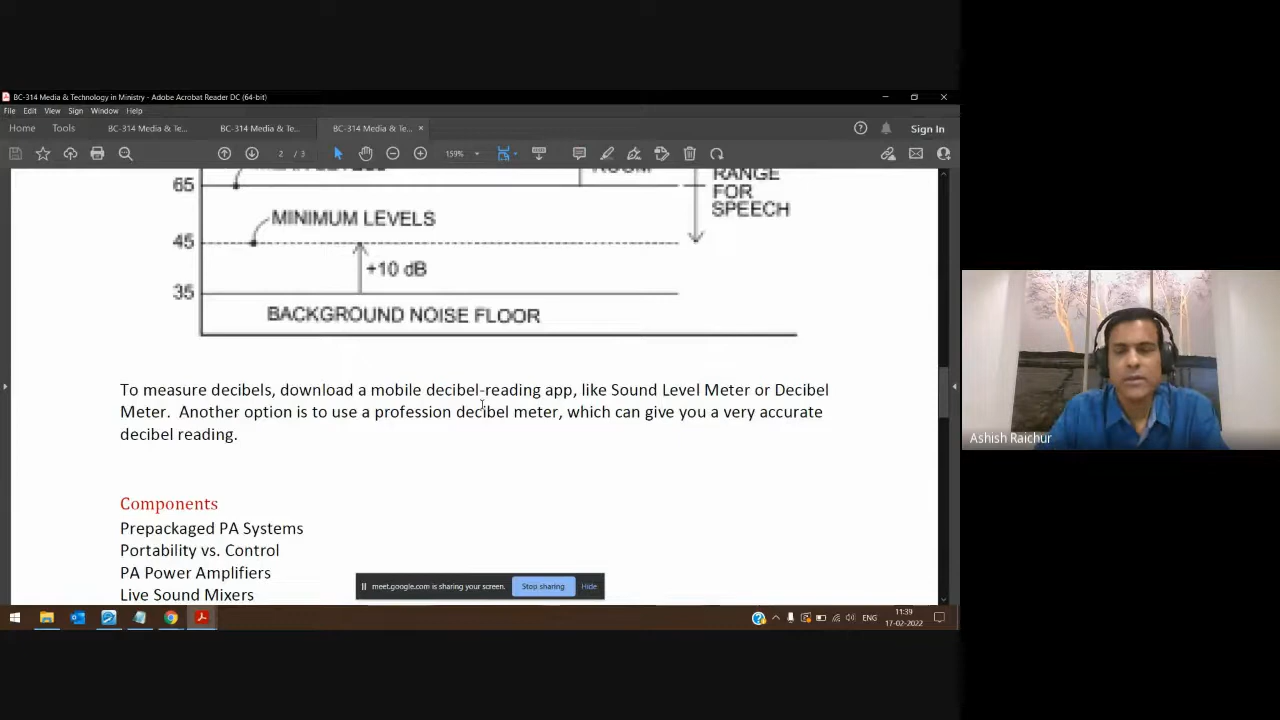 BC-314 Media & Technology in Ministry - Adobe Acrobat Reader DC (64-bit)
File Edit View Sign Window Help
Home Tools BC-314 Media & Te... BC-314 Media & Te... BC-314 Media & Te... × Sign In
2 / 3 159%
65
ROOM
RANGE
FOR
SPEECH
MINIMUM LEVELS
45
+10 dB
35
BACKGROUND NOISE FLOOR
To measure decibels, download a mobile decibel-reading app, like Sound Level Meter or Decibel
Meter. Another option is to use a profession decibel meter, which can give you a very accurate
decibel reading.
Ashish Raichur
Components
Prepackaged PA Systems
Portability vs. Control
PA Power Amplifiers
Live Sound Mixers
meet.google.com is sharing your screen. Stop sharing Hide
ENG
11:39
17-02-2022